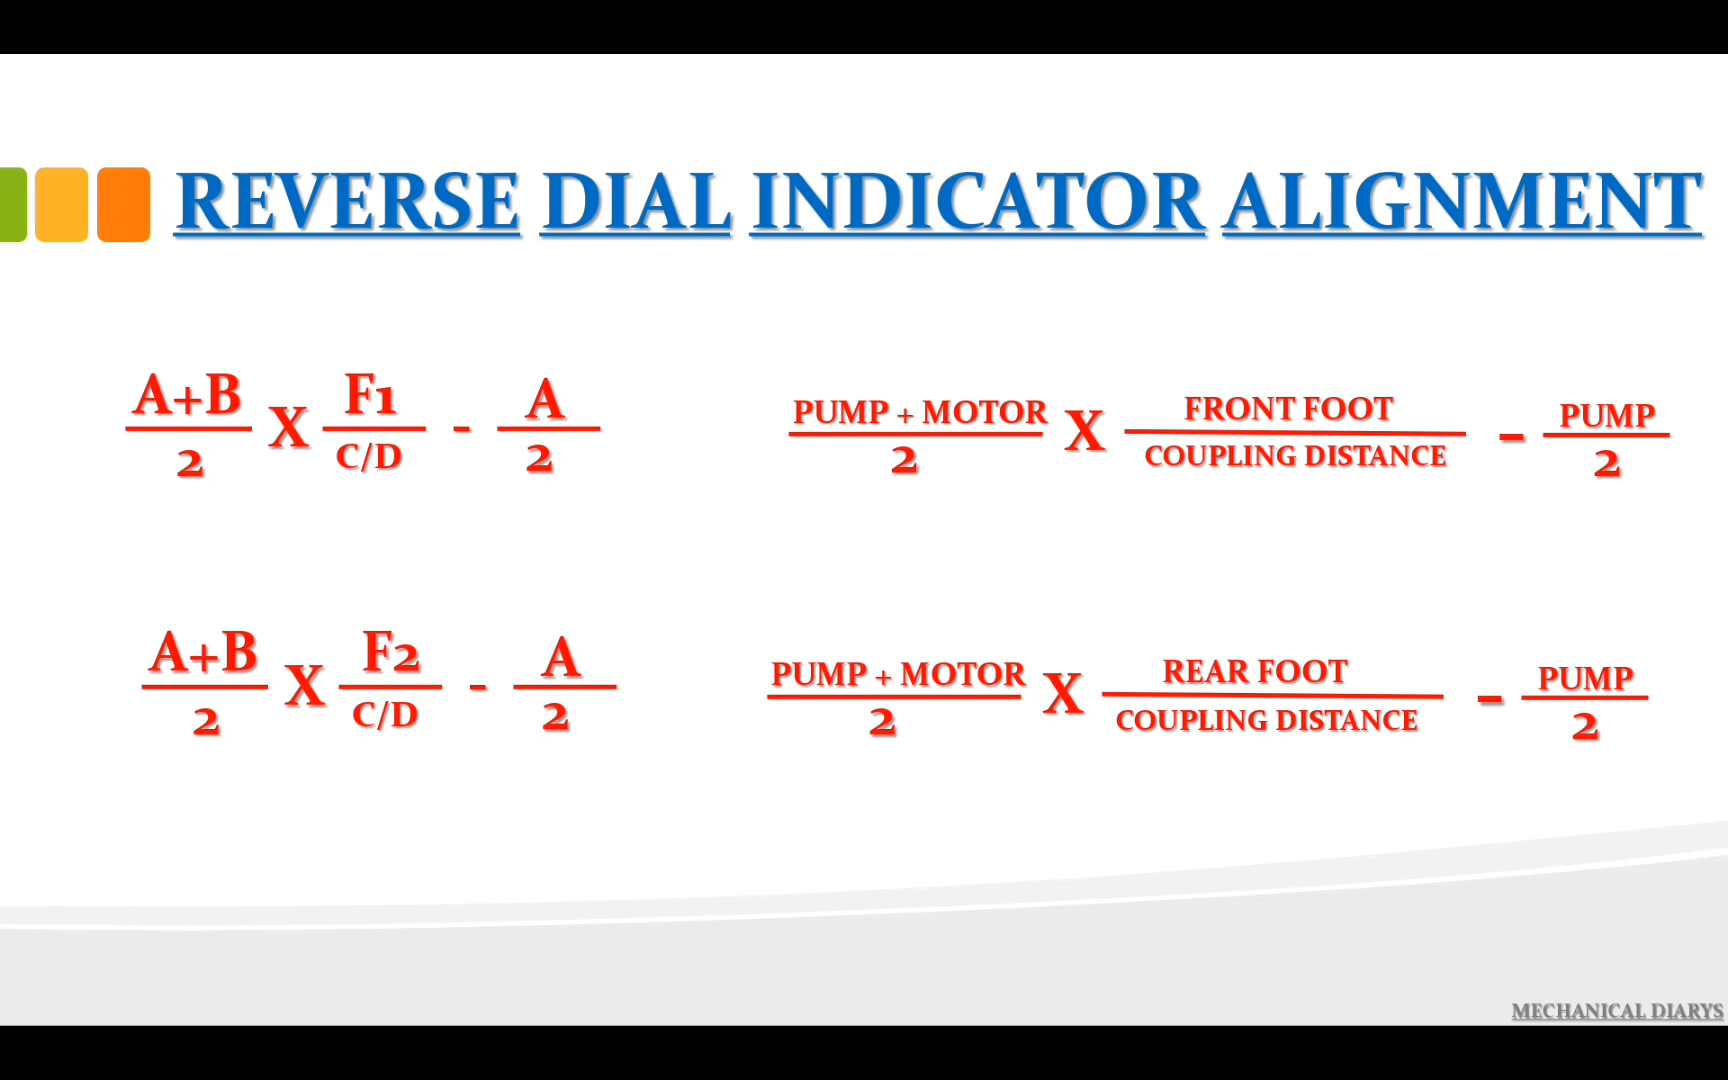 REVERSE DIAL INDICATOR ALIGNMENT
A+B X F1 - A
2 C/D 2
PUMP + MOTOR X FRONT FOOT - PUMP
2 COUPLING DISTANCE 2
A+B X F2 - A
2 C/D 2
PUMP + MOTOR X REAR FOOT - PUMP
2 COUPLING DISTANCE 2
MECHANICAL DIARYS